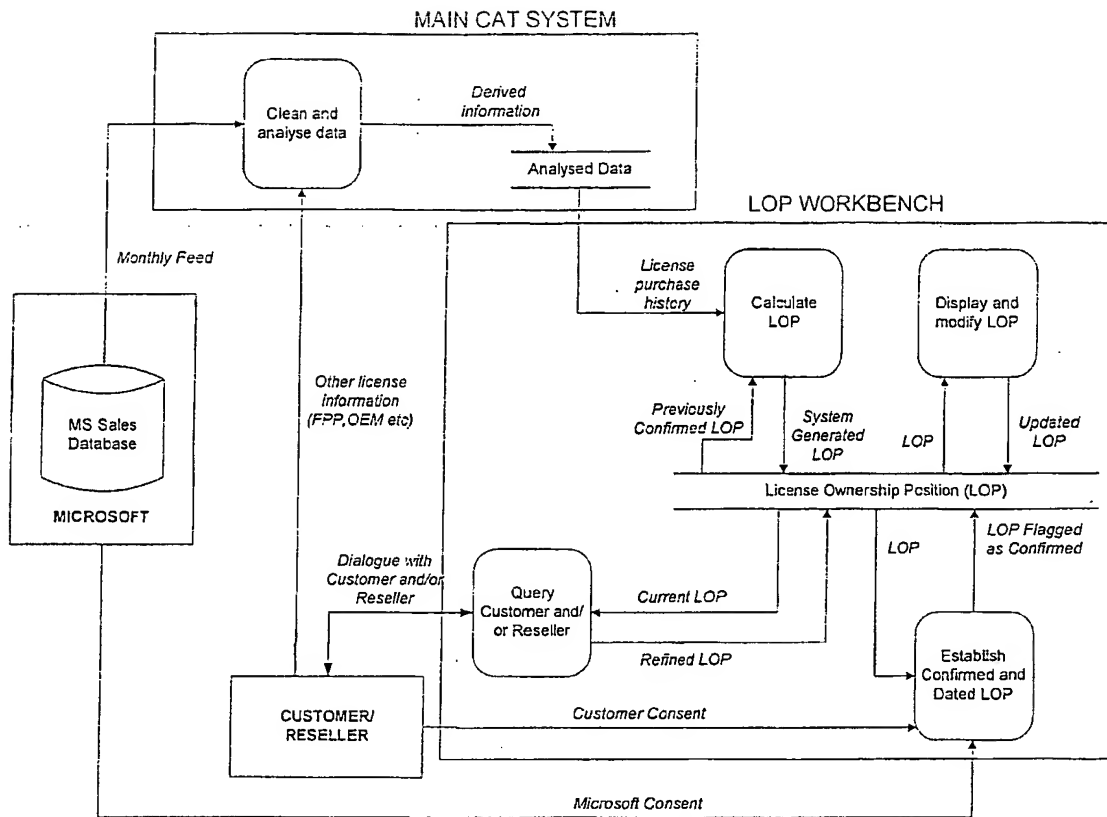 MAIN CAT SYSTEM
Clean and
analyse data
Derived
information
Analysed Data
LOP WORKBENCH
Monthly Feed
License
purchase
history
Calculate
LOP
Display and
modify LOP
MS Sales
Database
MICROSOFT
Other license
information
(FPP, OEM etc)
Previously
Confirmed LOP
System
Generated
LOP
LOP
Updated
LOP
License Ownership Position (LOP)
Dialogue with
Customer and/or
Reseller
Query
Customer and/
or Reseller
Current LOP
Refined LOP
LOP
LOP Flagged
as Confirmed
Establish
Confirmed and
Dated LOP
CUSTOMER/
RESELLER
Customer Consent
Microsoft Consent